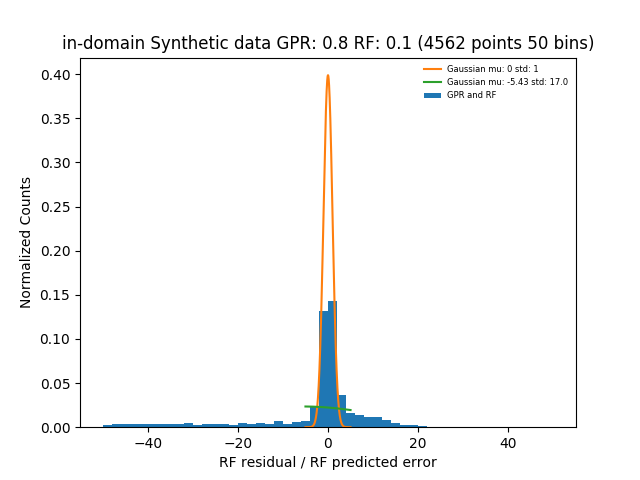 in-domain Synthetic data GPR: 0.8 RF: 0.1 (4562 points 50 bins)
Gaussian mu: 0 std: 1
Gaussian mu: -5.43 std: 17.0
GPR and RF
Normalized Counts
0.40
0.35
0.30
0.25
0.20
0.15
0.10
0.05
0.00
−40 −20 0 20 40
RF residual / RF predicted error